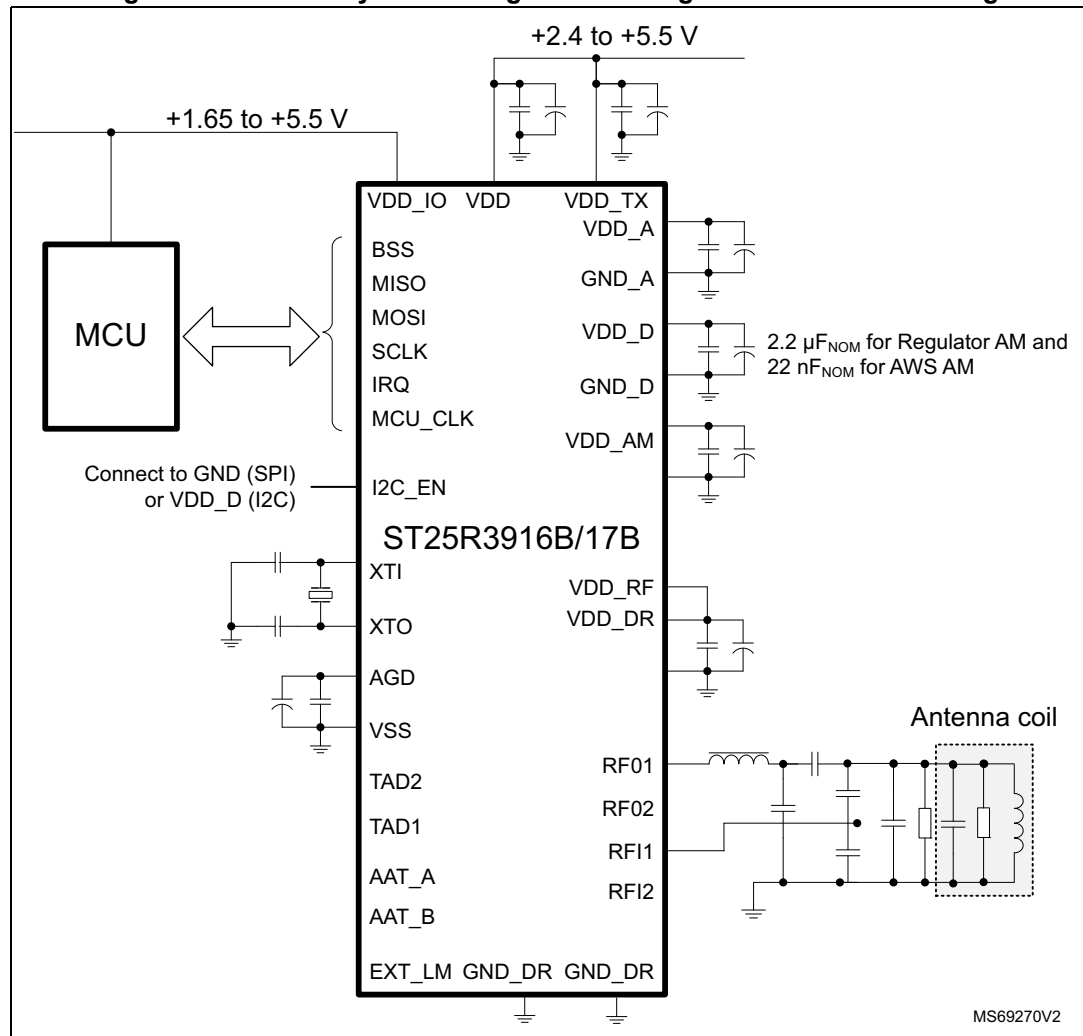 +2.4 to +5.5 V
+1.65 to +5.5 V
VDD_IO VDD VDD_TX
VDD_A
BSS
GND_A
MISO
MCU
MOSI
VDD_D
2.2 µFNOM for Regulator AM and
22 nFNOM for AWS AM
SCLK
IRQ
GND_D
MCU_CLK
VDD_AM
Connect to GND (SPI)
or VDD_D (I2C)
I2C_EN
ST25R3916B/17B
XTI
VDD_RF
VDD_DR
XTO
AGD
VSS
Antenna coil
RF01
TAD2
RF02
TAD1
RFI1
AAT_A
RFI2
AAT_B
EXT_LM GND_DR GND_DR
MS69270V2